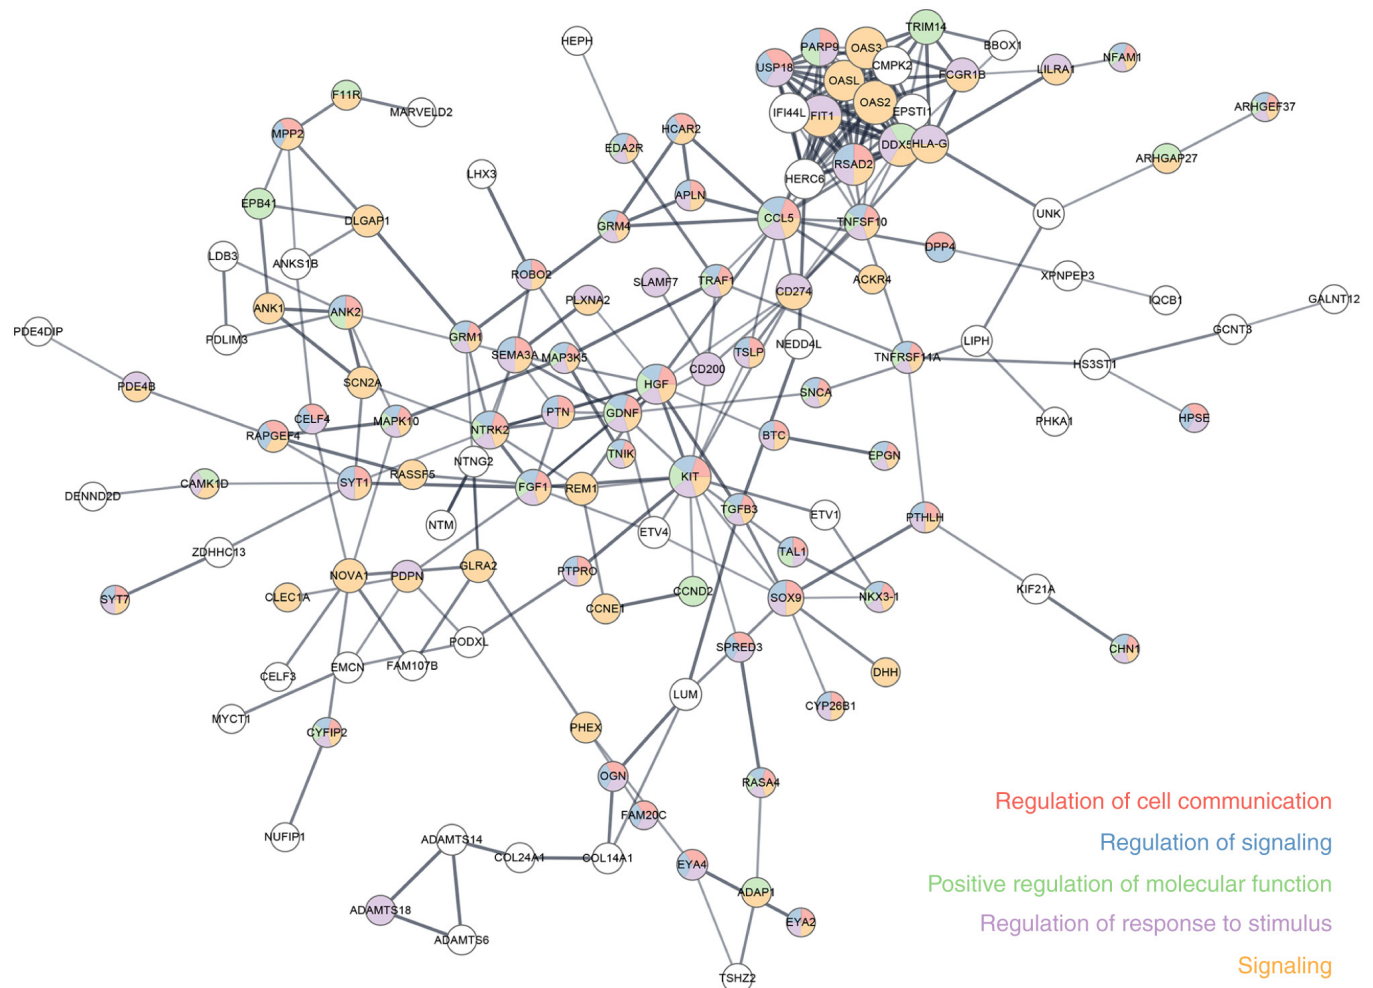 HEPH
TRIM14
PARP9
OAS3
BBOX1
CMPK2
USP18
FCGR1B
LILRA1
NFAM1
OASL
F11R
OAS2
MARVELD2
IFI44L
EPSTI1
ARHGEF37
FIT1
HCAR2
MPP2
EDA2R
DDX5
HLA-G
ARHGAP27
RSAD2
LHX3
HERC6
APLN
EPB41
DLGAP1
GRM4
CCL5
TNFSF10
UNK
DPP4
LDB3
ANKS1B
ROBO2
SLAMF7
TRAF1
ACKR4
XPNPEP3
CD274
PLXNA2
IQCB1
GALNT12
ANK1
ANK2
PDE4DIP
PDLIM3
GRM1
GCNT3
SEMA3A
MAP3K5
TSLP
NEDD4L
LIPH
TNFRSF11A
CD200
HS3ST1
PDE4B
SCN2A
HGF
SNCA
CELF4
MAPK10
PTN
GDNF
HPSE
PHKA1
RAPGEF4
NTRK2
BTC
TNIK
EPGN
NTNG2
RASSF5
CAMK1D
SYT1
KIT
DENND2D
FGF1
REM1
TGFB3
ETV1
PTHLH
NTM
ETV4
ZDHHC13
TAL1
GLRA2
PTPRO
NOVA1
PDPN
CCND2
KIF21A
SYT7
CLEC1A
SOX9
NKX3-1
CCNE1
PODXL
SPRED3
CHN1
EMCN
FAM107B
CELF3
DHH
LUM
CYP26B1
MYCT1
PHEX
CYFIP2
OGN
RASA4
Regulation of cell communication
FAM20C
NUFIP1
ADAMTS14
Regulation of signaling
COL24A1
COL14A1
EYA4
Positive regulation of molecular function
ADAP1
ADAMTS18
EYA2
Regulation of response to stimulus
ADAMTS6
Signaling
TSHZ2